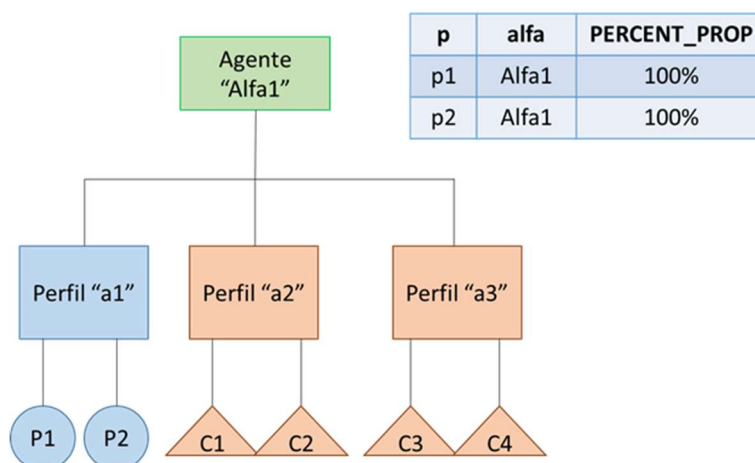 Agente
“Alfa1”
p alfa PERCENT_PROP
p1 Alfa1 100%
p2 Alfa1 100%
Perfil “a1” Perfil “a2” Perfil “a3”
P1 P2 C1 C2 C3 C4